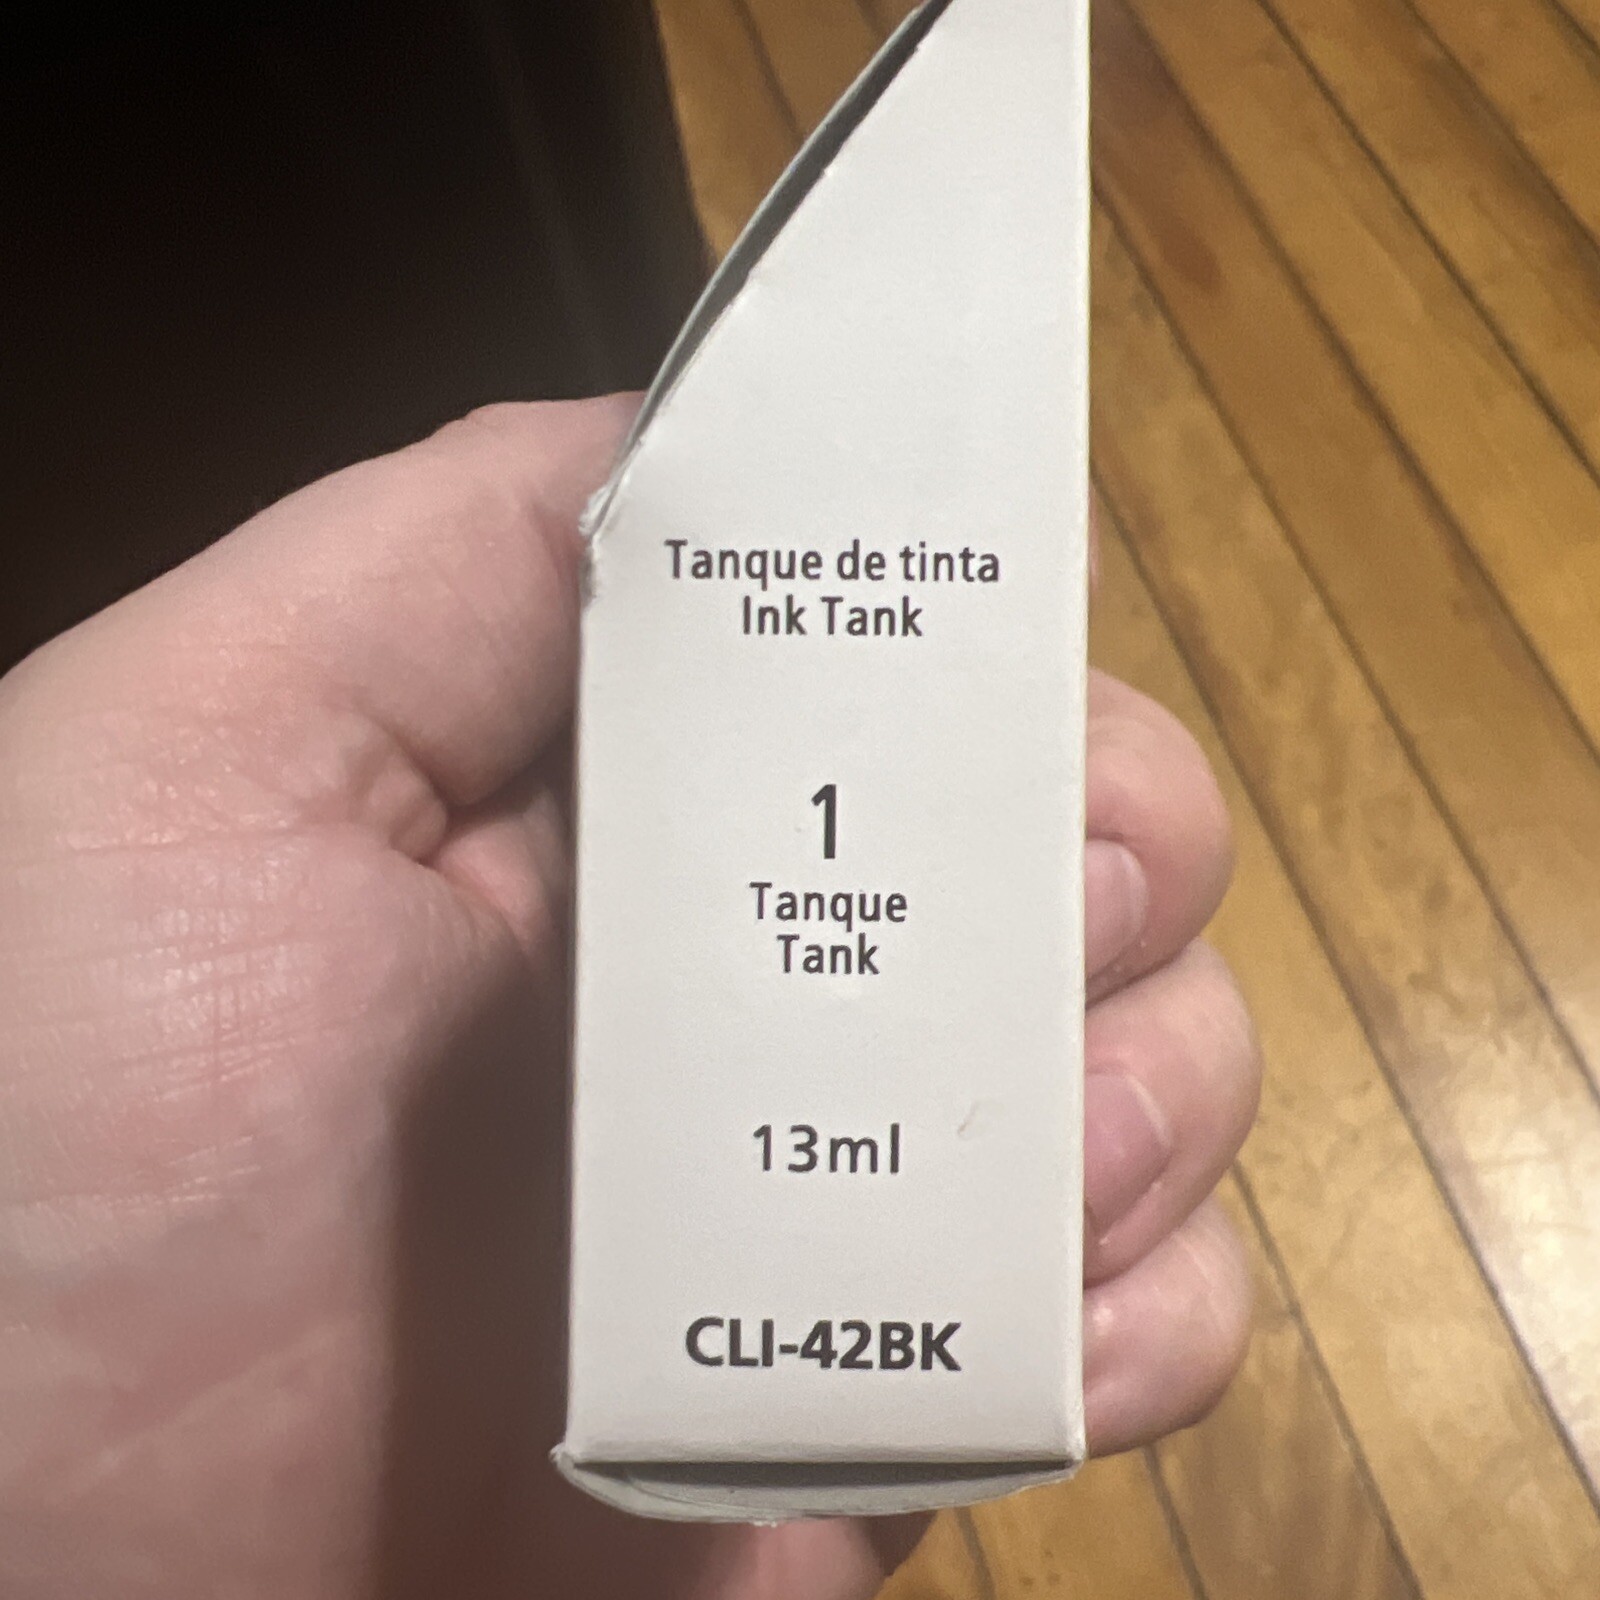 Tanque de tinta
Ink Tank
1
Tanque
Tank
13ml
CLI-42BK